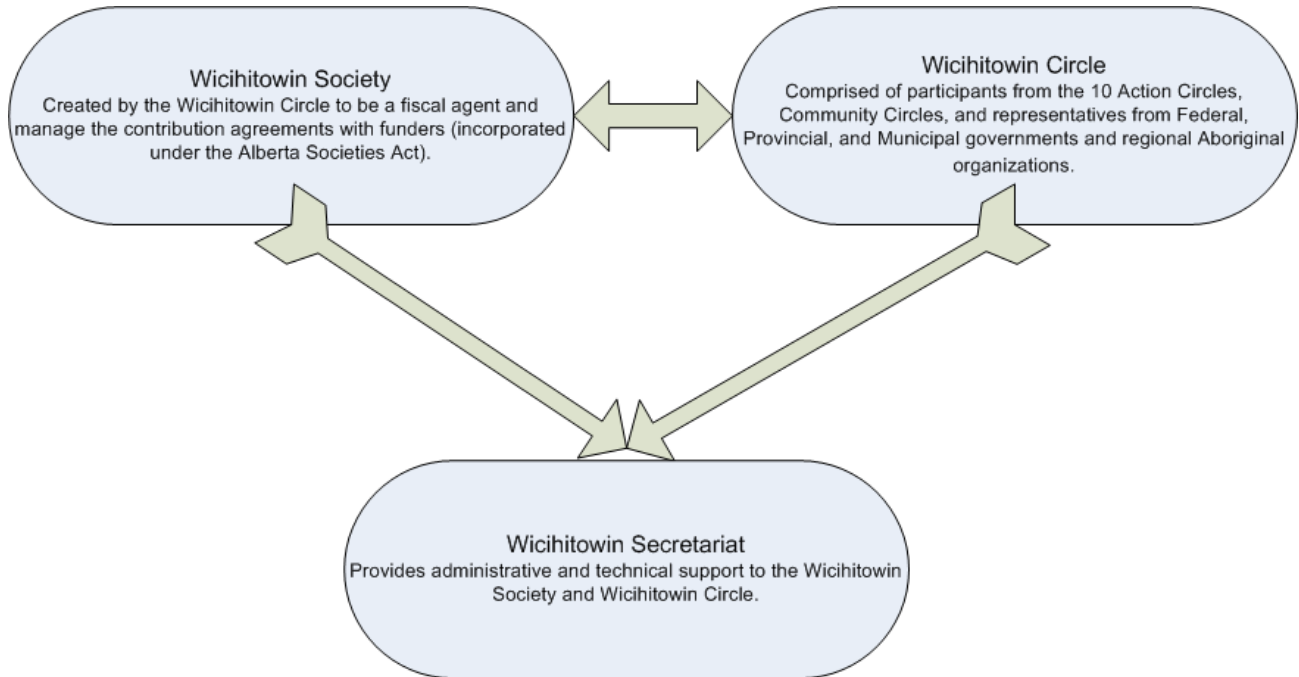 Wicihitowin Society
Created by the Wicihitowin Circle to be a fiscal agent and
manage the contribution agreements with funders (incorporated
under the Alberta Societies Act).
Wicihitowin Circle
Comprised of participants from the 10 Action Circles,
Community Circles, and representatives from Federal,
Provincial, and Municipal governments and regional Aboriginal
organizations.
Wicihitowin Secretariat
Provides administrative and technical support to the Wicihitowin
Society and Wicihitowin Circle.